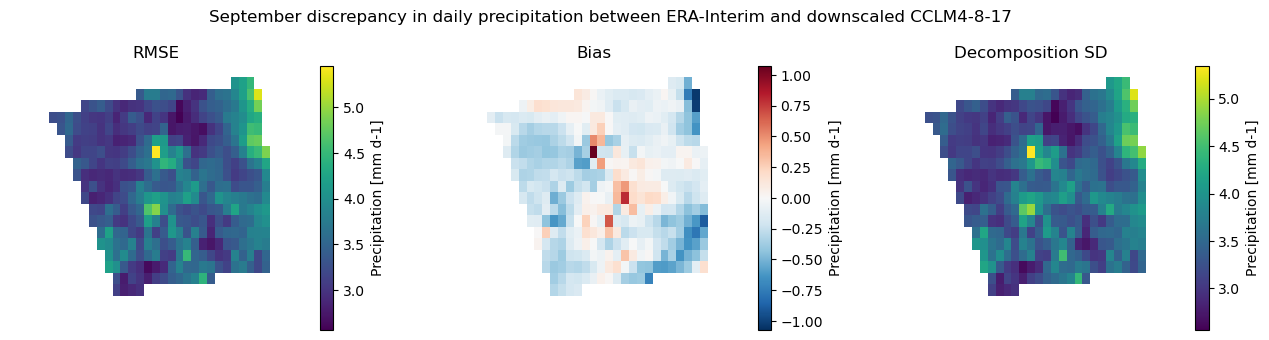 September discrepancy in daily precipitation between ERA-Interim and downscaled CCLM4-8-17
RMSE
5.0
4.5
4.0
3.5
3.0
Precipitation [mm d-1]
Bias
1.00
0.75
0.50
0.25
0.00
−0.25
−0.50
−0.75
−1.00
Precipitation [mm d-1]
Decomposition SD
5.0
4.5
4.0
3.5
3.0
Precipitation [mm d-1]